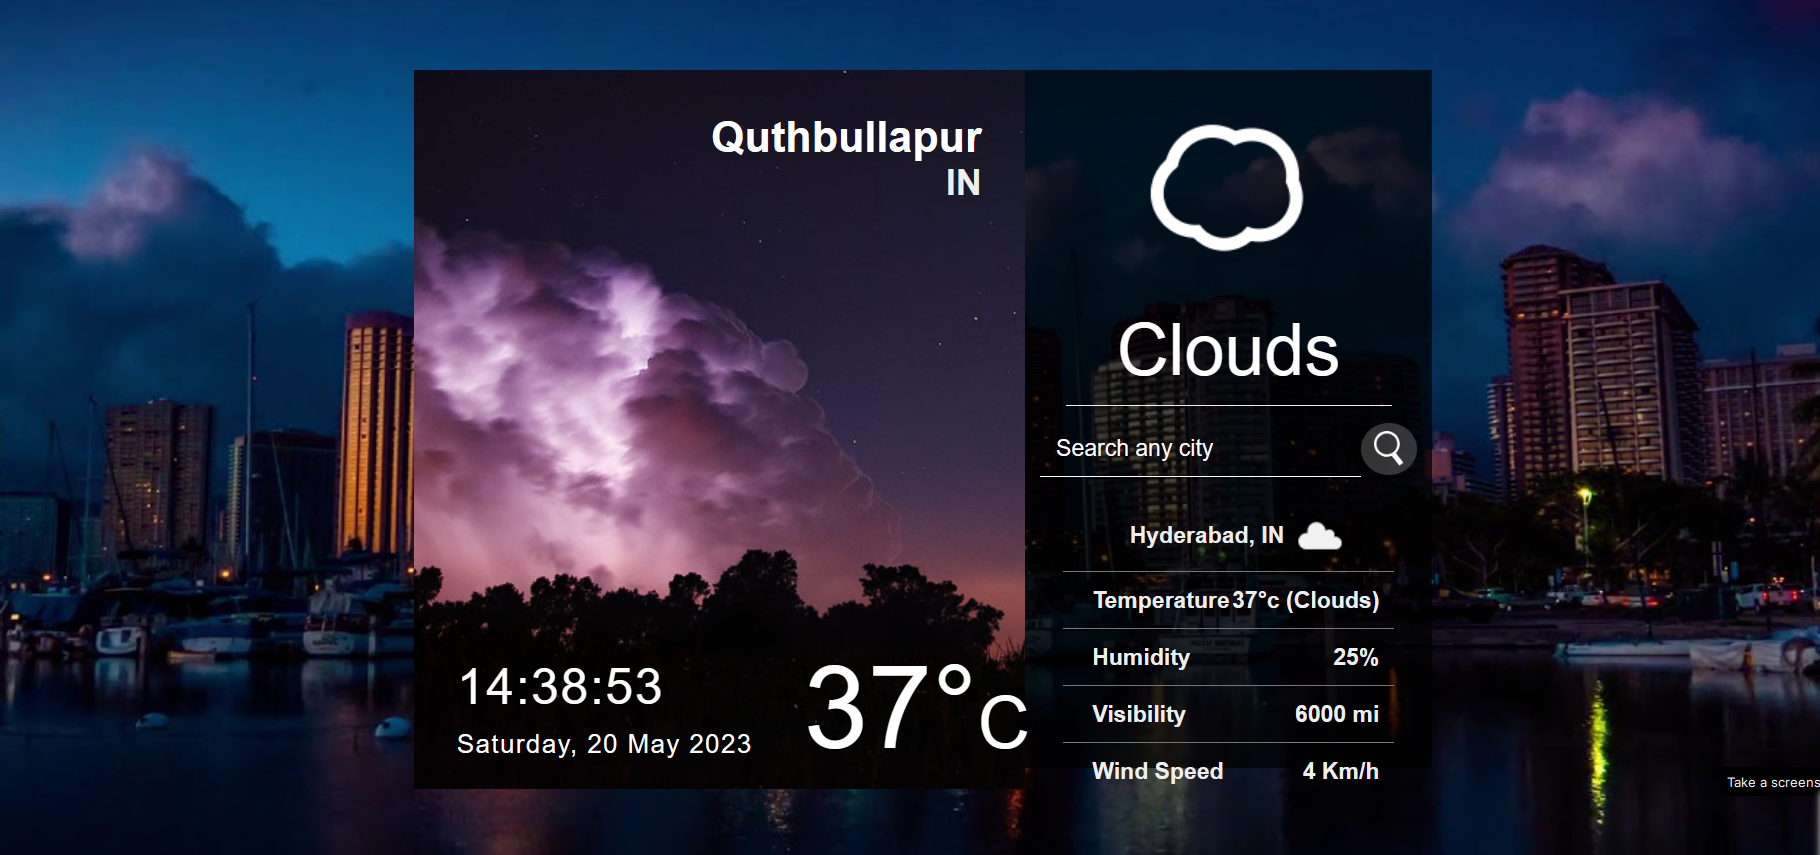 Quthbullapur
IN
14:38:53
Saturday, 20 May 2023
37°c
Clouds
Search any city
Hyderabad, IN
Temperature 37°c (Clouds)
Humidity 25%
Visibility 6000 mi
Wind Speed 4 Km/h
Take a screens